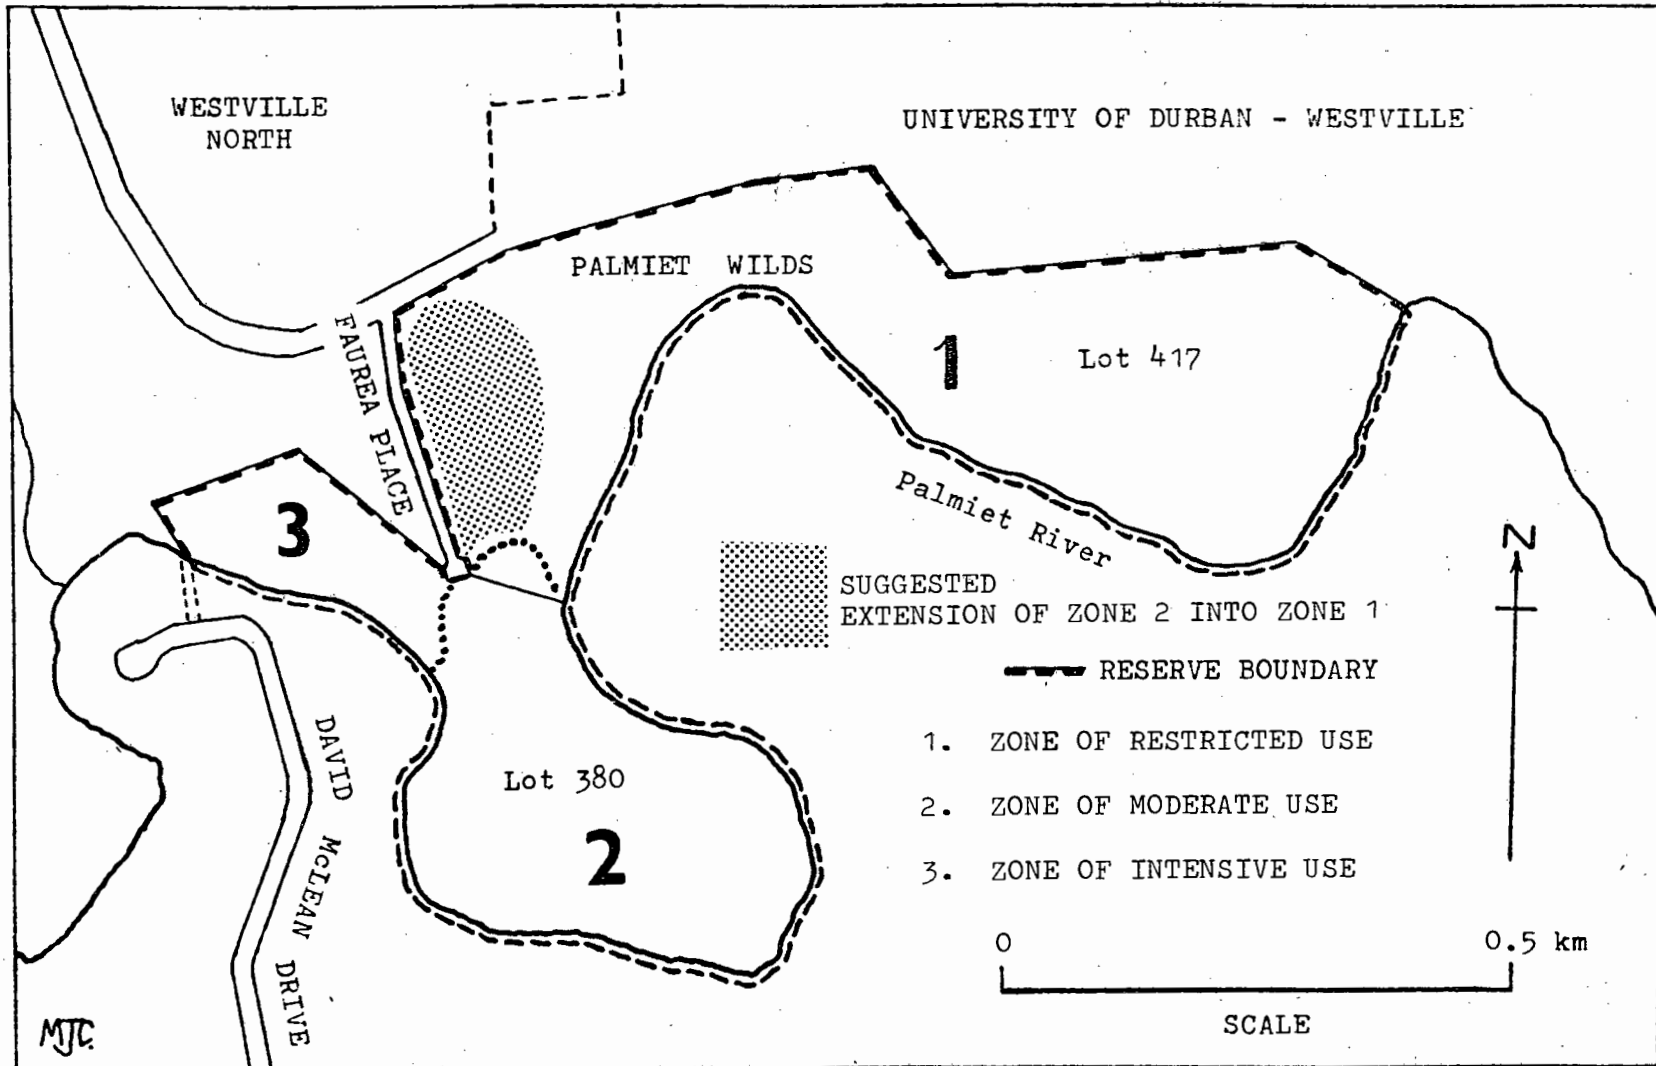 WESTVILLE
NORTH
UNIVERSITY OF DURBAN - WESTVILLE
PALMIET WILDS
FAUREA PLACE
1
Lot 417
3
Palmiet River
N
SUGGESTED
EXTENSION OF ZONE 2 INTO ZONE 1
RESERVE BOUNDARY
1. ZONE OF RESTRICTED USE
2. ZONE OF MODERATE USE
3. ZONE OF INTENSIVE USE
DAVID McLEAN DRIVE
Lot 380
2
0 0.5 km
SCALE
MJC.